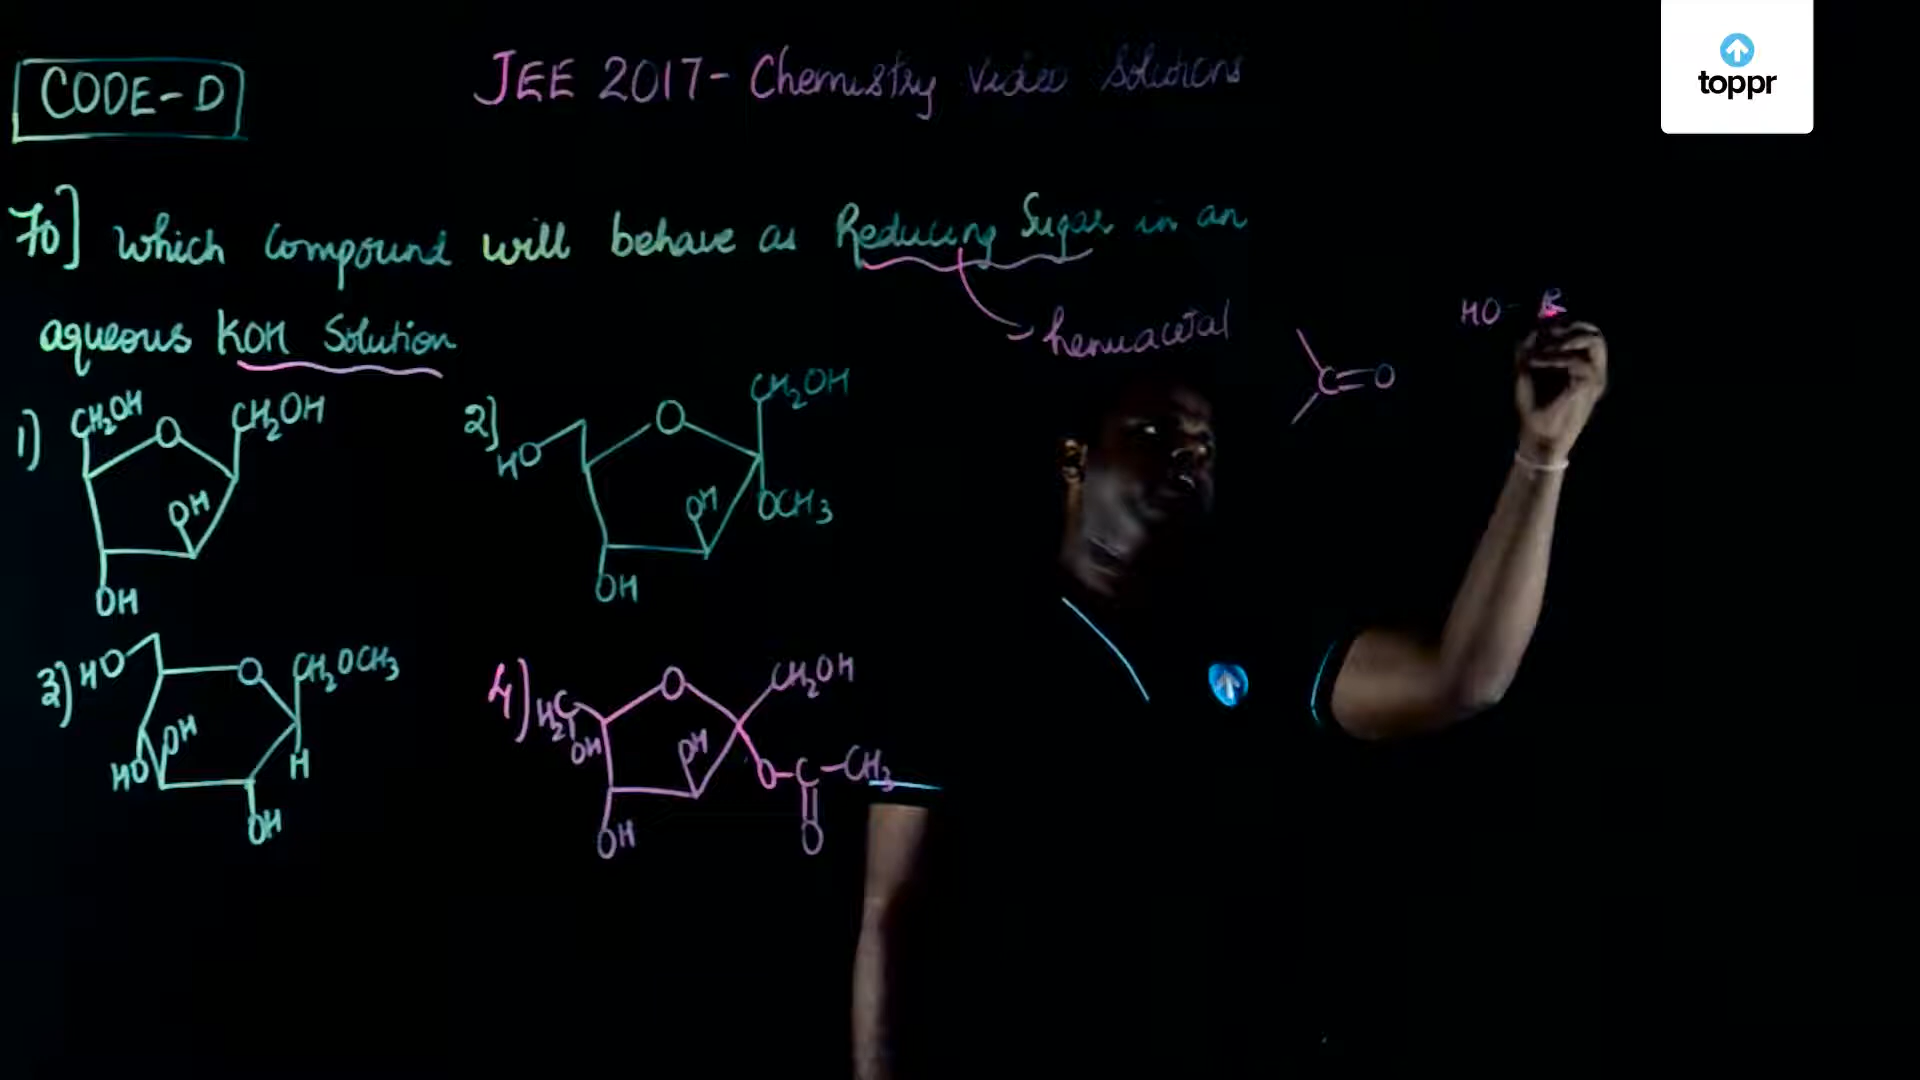 toppr
CODE-D
JEE 2017- Chemistry Video Solutions
70] Which Compound will behave as Reducing Sugar in an
aqueous KOH Solution
hemiacetal
C=O
HO- R
1)
CH2OH
O
CH2OH
OH
OH
2)
HO
O
CH2OH
OH
OCH3
OH
3)
HO
O
CH2OCH3
OH
HO
H
OH
4)
H2C
OH
O
CH2OH
OH
O-C-CH3
O
OH